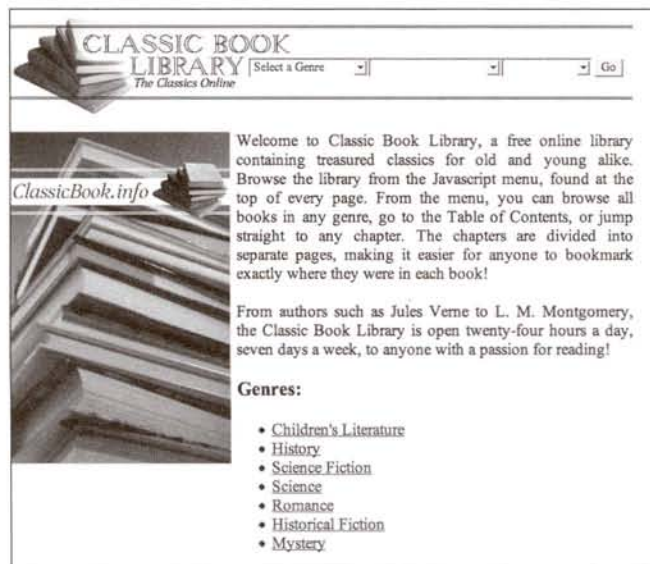 CLASSIC BOOK
LIBRARY
The Classics Online
Select a Genre
Go
ClassicBook.info
Welcome to Classic Book Library, a free online library
containing treasured classics for old and young alike.
Browse the library from the Javascript menu, found at the
top of every page. From the menu, you can browse all
books in any genre, go to the Table of Contents, or jump
straight to any chapter. The chapters are divided into
separate pages, making it easier for anyone to bookmark
exactly where they were in each book!
From authors such as Jules Verne to L. M. Montgomery,
the Classic Book Library is open twenty-four hours a day,
seven days a week, to anyone with a passion for reading!
Genres:
• Children's Literature
• History
• Science Fiction
• Science
• Romance
• Historical Fiction
• Mystery